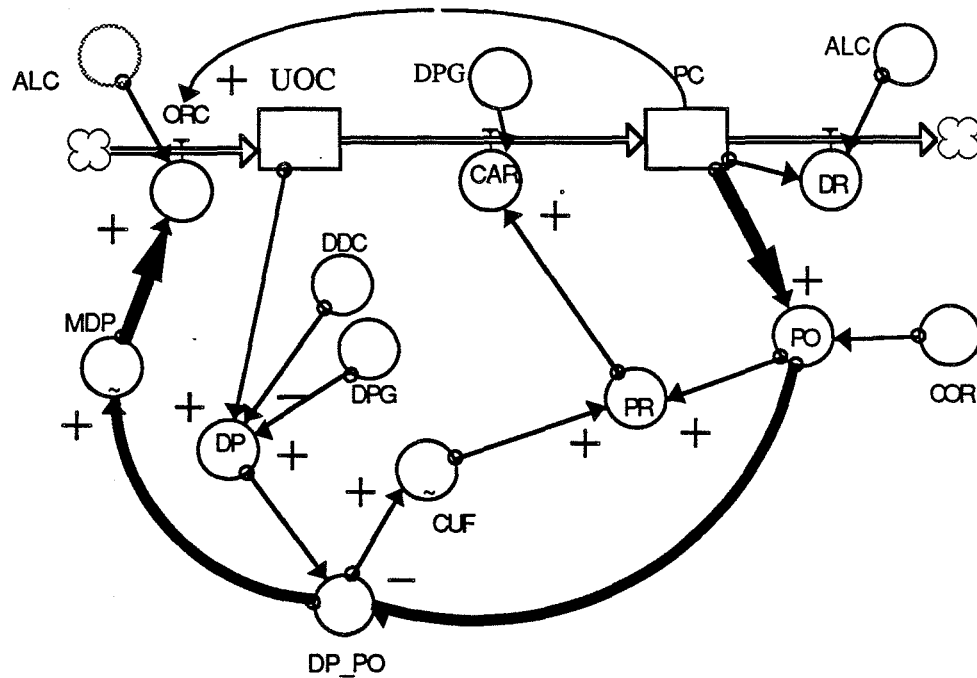 ALC
ORC
+
UOC
DPG
PC
ALC
CAR
DR
+
+
DDC
MDP
~
+
DPG
−
+
DP
+
+
PO
COR
PR
+
+
+
~
CUF
−
DP_PO